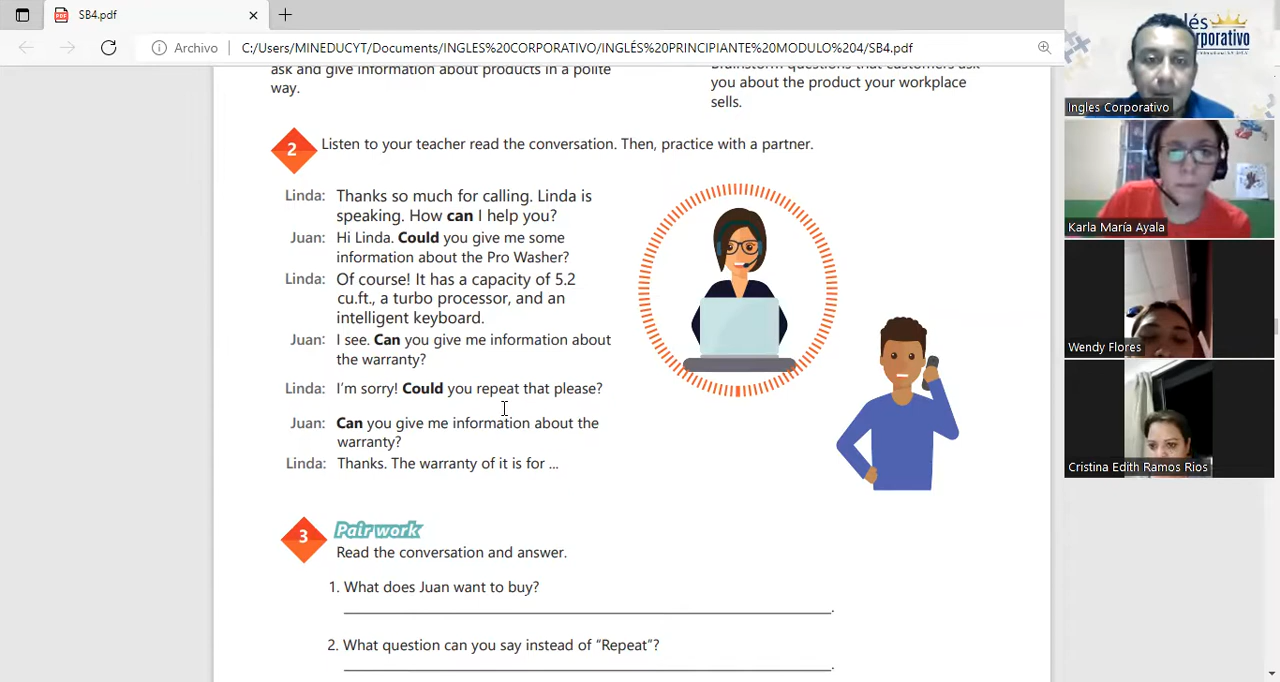 SB4.pdf
Archivo
C:/Users/MINEDUCYT/Documents/INGLES%20CORPORATIVO/INGLÉS%20PRINCIPIANTE%20MODULO%204/SB4.pdf
ask and give information about products in a polite
way.
Brainstorm questions that customers ask
you about the product your workplace
sells.
2
Listen to your teacher read the conversation. Then, practice with a partner.
Linda: Thanks so much for calling. Linda is
speaking. How can I help you?
Juan: Hi Linda. Could you give me some
information about the Pro Washer?
Linda: Of course! It has a capacity of 5.2
cu.ft., a turbo processor, and an
intelligent keyboard.
Juan: I see. Can you give me information about
the warranty?
Linda: I'm sorry! Could you repeat that please?
Juan: Can you give me information about the
warranty?
Linda: Thanks. The warranty of it is for ...
3
Pair work
Read the conversation and answer.
1. What does Juan want to buy?
2. What question can you say instead of “Repeat”?
Ingles Corporativo
Karla María Ayala
Wendy Flores
Cristina Edith Ramos Rios